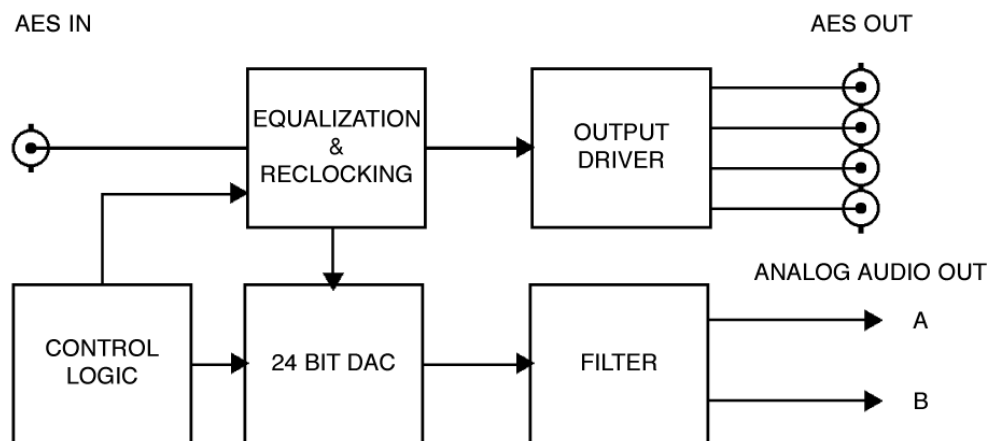 AES IN
AES OUT
EQUALIZATION
&
RECLOCKING
OUTPUT
DRIVER
ANALOG AUDIO OUT
CONTROL
LOGIC
24 BIT DAC
FILTER
A
B